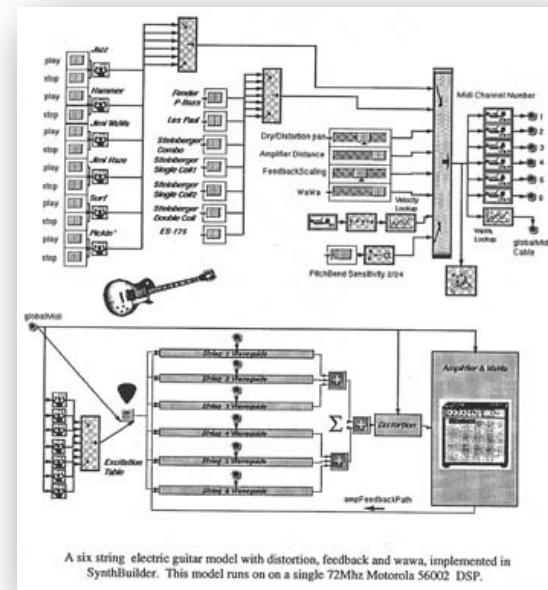 Jazz
play
stop
Hammer
play
stop
Jimi WaWa
play
stop
Jimi Haze
play
stop
Surf
play
stop
Pickin'
play
stop
Fender
P-Bass
Les Paul
Steinberger
Combo
Steinberger
Single Coil1
Steinberger
Single-Coil2
Steinberger
Double Coil
ES-175
Dry/Distortion pan
Amplifier Distance
FeedbackScaling
WaWa
Velocity
Lookup
PitchBend Sensitivity 2/24
Midi Channel Number
1
2
3
4
5
6
WaWa
Lookup
globalMidi
Cable
globalMidi
Excitation
Table
String 1 Waveguide
String 2 Waveguide
String 3 Waveguide
String 4 Waveguide
String 5 Waveguide
String 6 Waveguide
Σ
Distortion
Amplifier & WaWa
ampFeedbackPath
A six string electric guitar model with distortion, feedback and wawa, implemented in
SynthBuilder. This model runs on on a single 72Mhz Motorola 56002 DSP.